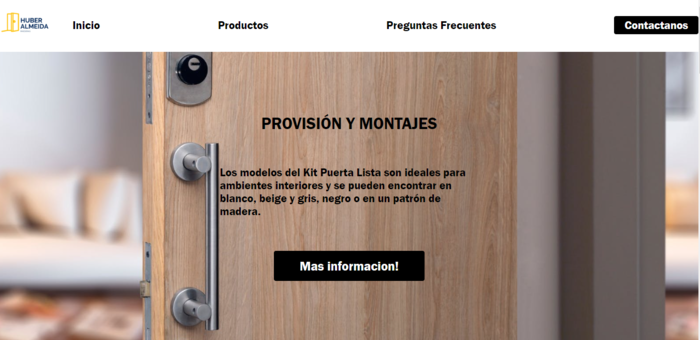 HUBER
ALMEIDA
Inicio
Productos
Preguntas Frecuentes
Contactanos
PROVISIÓN Y MONTAJES
Los modelos del Kit Puerta Lista son ideales para
ambientes interiores y se pueden encontrar en
blanco, beige y gris, negro o en un patrón de
madera.
Mas informacion!